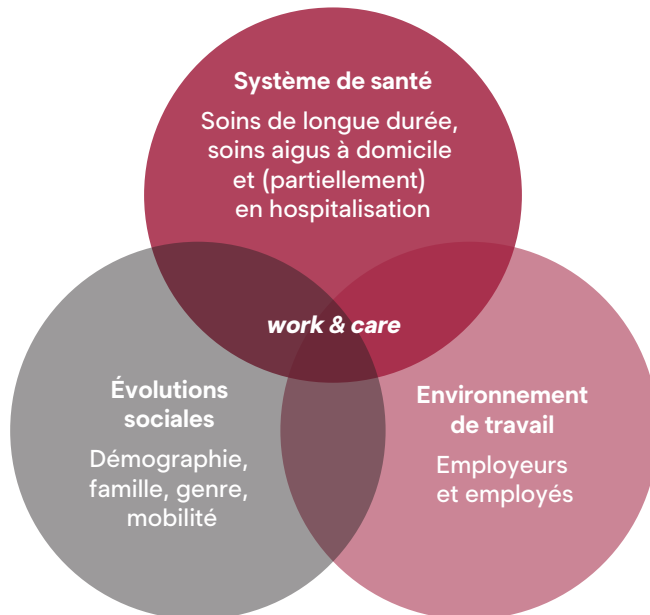 Système de santé
Soins de longue durée,
soins aigus à domicile
et (partiellement)
en hospitalisation
work & care
Évolutions
sociales
Démographie,
famille, genre,
mobilité
Environnement
de travail
Employeurs
et employés